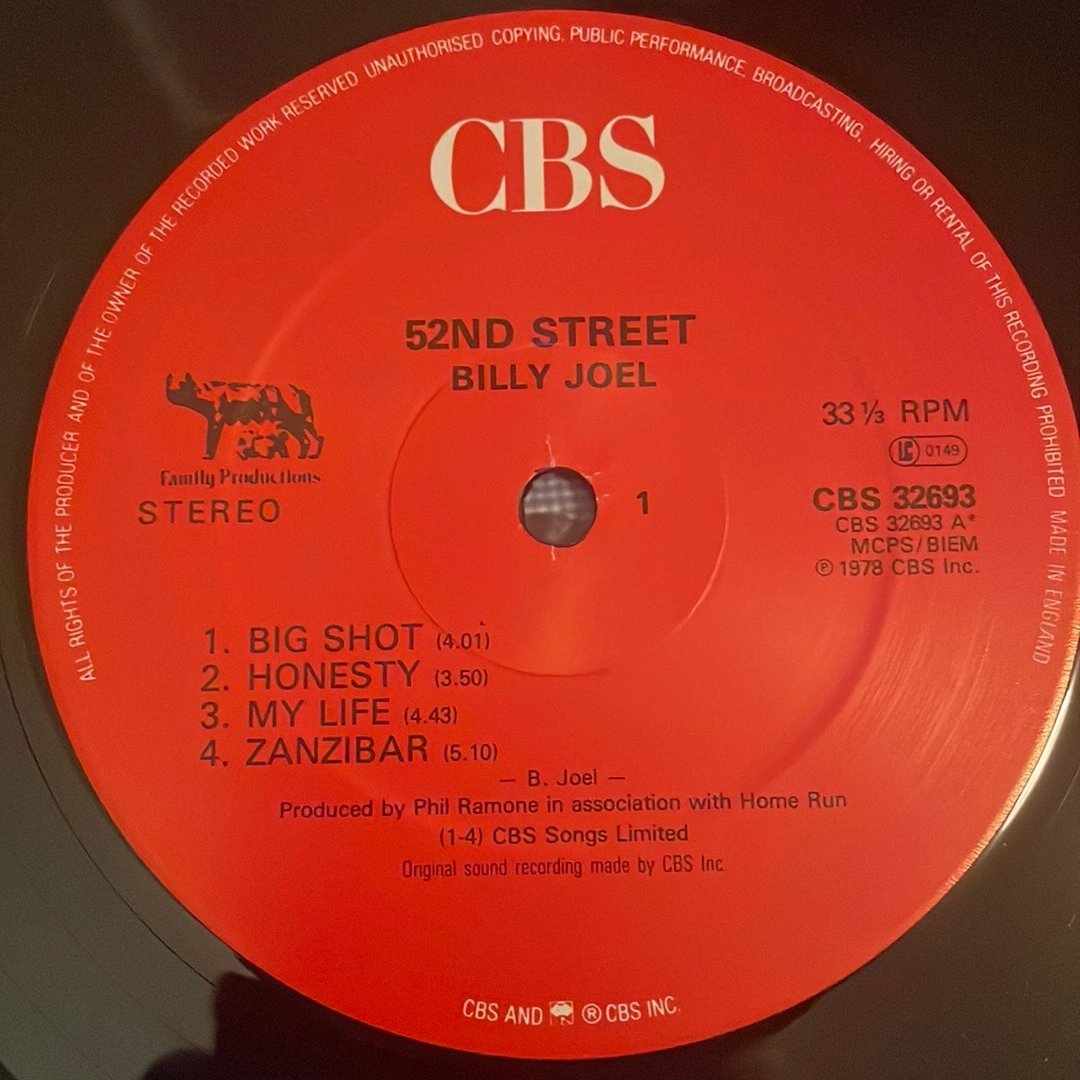 ALL RIGHTS OF THE PRODUCER AND OF THE OWNER OF THE RECORDED WORK RESERVED UNAUTHORISED COPYING, PUBLIC PERFORMANCE, BROADCASTING, HIRING OR RENTAL OF THIS RECORDING PROHIBITED MADE IN ENGLAND
CBS
52ND STREET
BILLY JOEL
Family Productions
STEREO
33 ⅓ RPM
LC 0149
1
CBS 32693
CBS 32693 A*
MCPS/BIEM
Ⓟ 1978 CBS Inc.
1. BIG SHOT (4.01)
2. HONESTY (3.50)
3. MY LIFE (4.43)
4. ZANZIBAR (5.10)
— B. Joel —
Produced by Phil Ramone in association with Home Run
(1-4) CBS Songs Limited
Original sound recording made by CBS Inc.
CBS AND ® CBS INC.